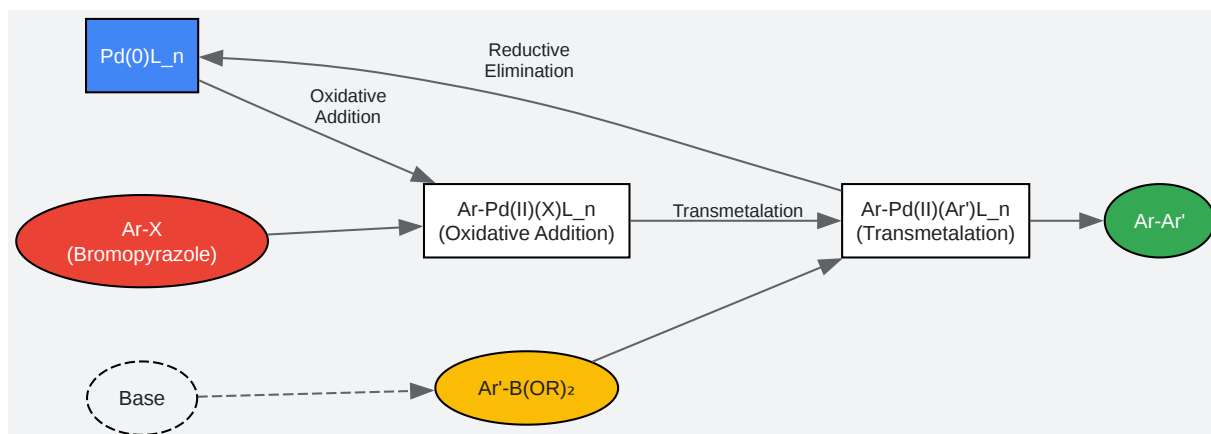 Pd(0)L_n
Reductive
Elimination
Oxidative
Addition
Ar-X
(Bromopyrazole)
Ar-Pd(II)(X)L_n
(Oxidative Addition)
Transmetalation
Ar-Pd(II)(Ar')L_n
(Transmetalation)
Ar-Ar'
Base
Ar'-B(OR)₂